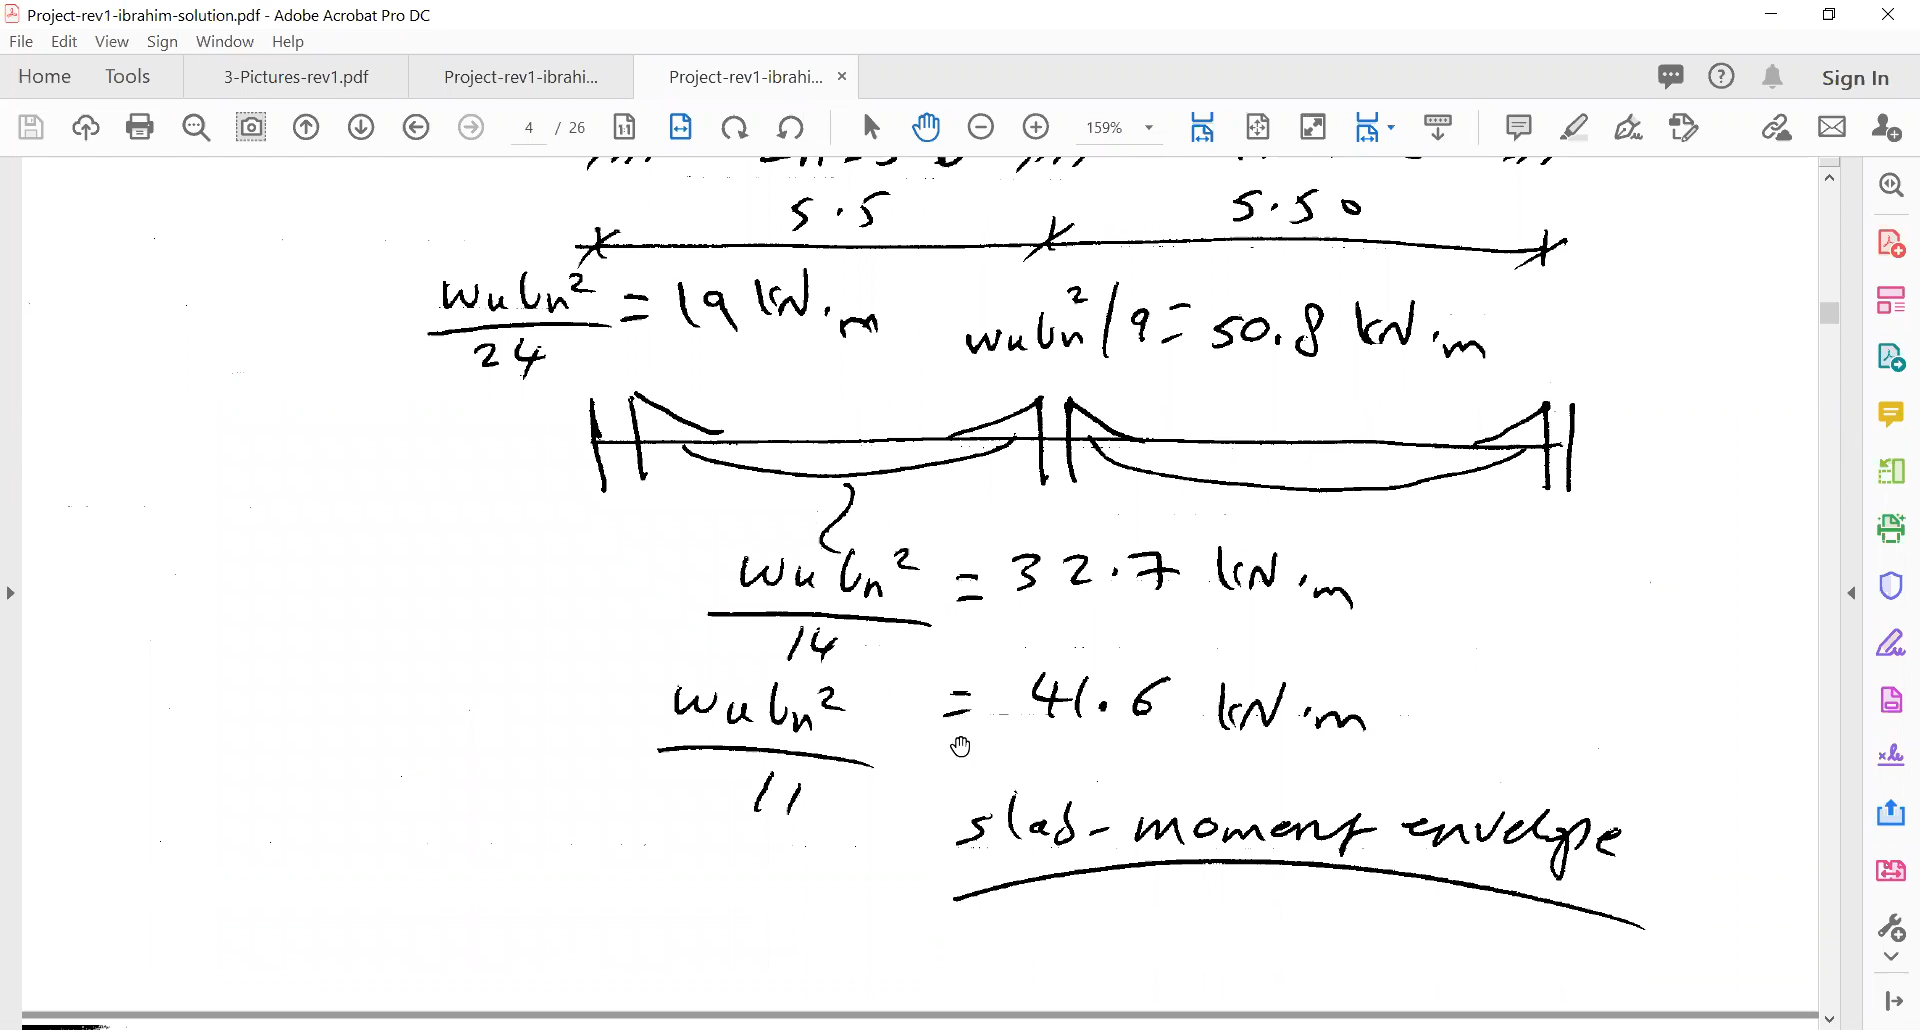 Project-rev1-ibrahim-solution.pdf - Adobe Acrobat Pro DC
File Edit View Sign Window Help
Home Tools 3-Pictures-rev1.pdf Project-rev1-ibrahi... Project-rev1-ibrahi... × Sign In
4 / 26 159%
5.5 5.50
wuln²/24 = 19 kN.m wuln²/9 = 50.8 kN.m
wuln²/14 = 32.7 kN.m
wuln²/11 = 41.6 kN.m
slab-moment envelope